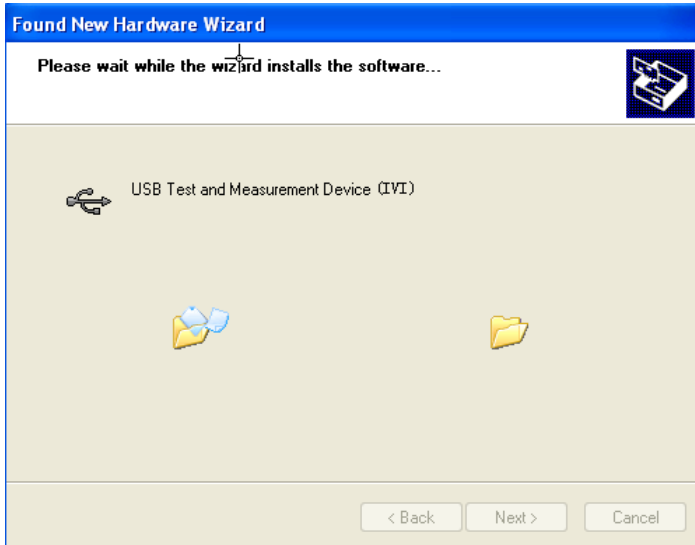 Found New Hardware Wizard
Please wait while the wizard installs the software...
USB Test and Measurement Device (IVI)
< Back
Next >
Cancel